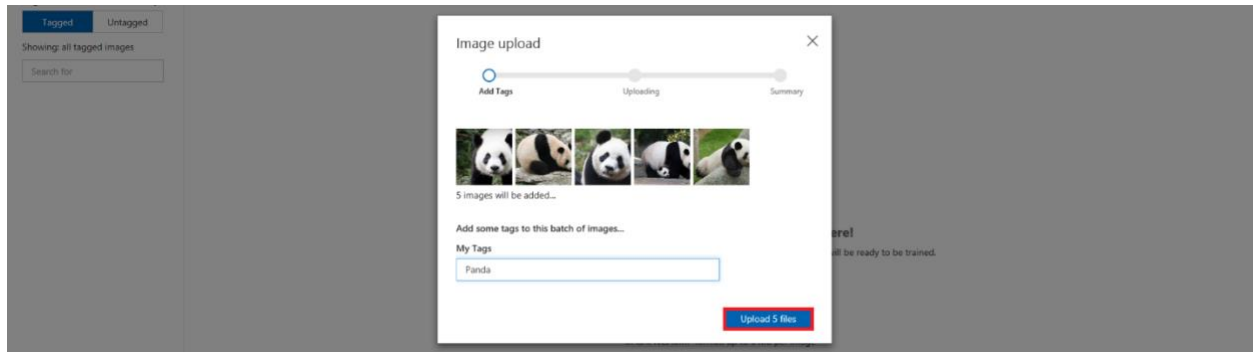 Tagged Untagged
Showing: all tagged images
Search for
Image upload
Add Tags Uploading Summary
5 images will be added...
Add some tags to this batch of images...
My Tags
Panda
Upload 5 files
ere!
will be ready to be trained.